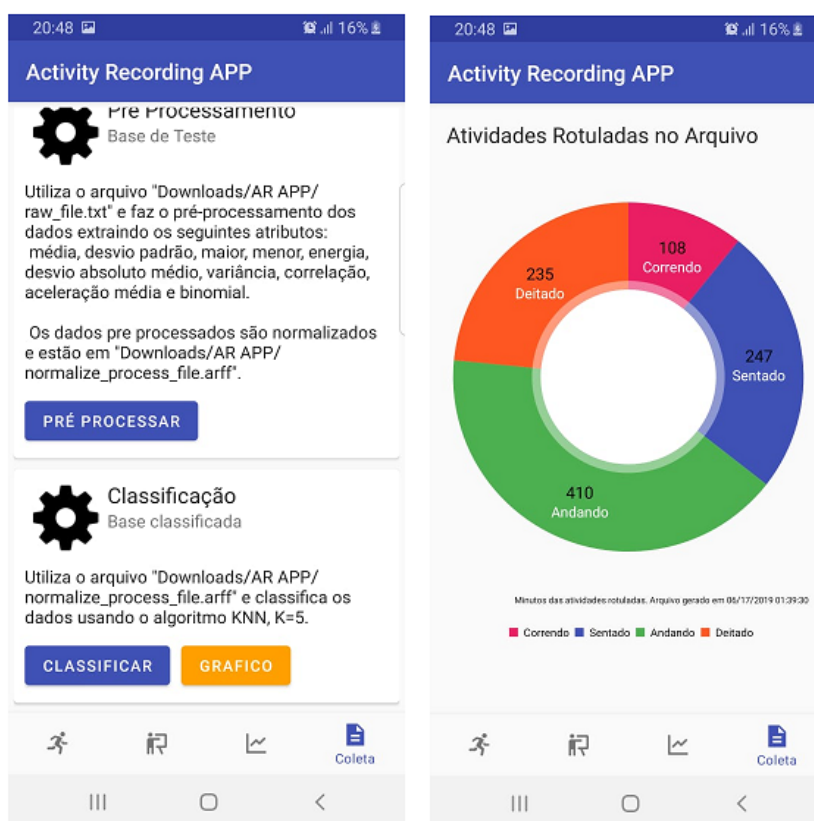 20:48
16%
Activity Recording APP
Pré Processamento
Base de Teste
Utiliza o arquivo "Downloads/AR APP/
raw_file.txt" e faz o pré-processamento dos
dados extraindo os seguintes atributos:
média, desvio padrão, maior, menor, energia,
desvio absoluto médio, variância, correlação,
aceleração média e binomial.
Os dados pre processados são normalizados
e estão em "Downloads/AR APP/
normalize_process_file.arff".
PRÉ PROCESSAR
Classificação
Base classificada
Utiliza o arquivo "Downloads/AR APP/
normalize_process_file.arff" e classifica os
dados usando o algoritmo KNN, K=5.
CLASSIFICAR
GRAFICO
Coleta
20:48
16%
Activity Recording APP
Atividades Rotuladas no Arquivo
108
Correndo
235
Deitado
247
Sentado
410
Andando
Minutos das atividades rotuladas. Arquivo gerado em 06/17/2019 01:39:30
Correndo Sentado Andando Deitado
Coleta